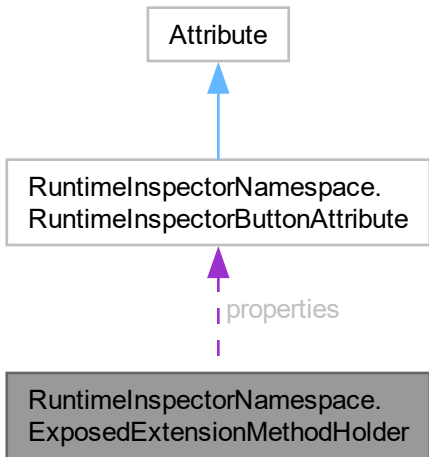 Attribute
RuntimeInspectorNamespace.
RuntimeInspectorButtonAttribute
properties
RuntimeInspectorNamespace.
ExposedExtensionMethodHolder